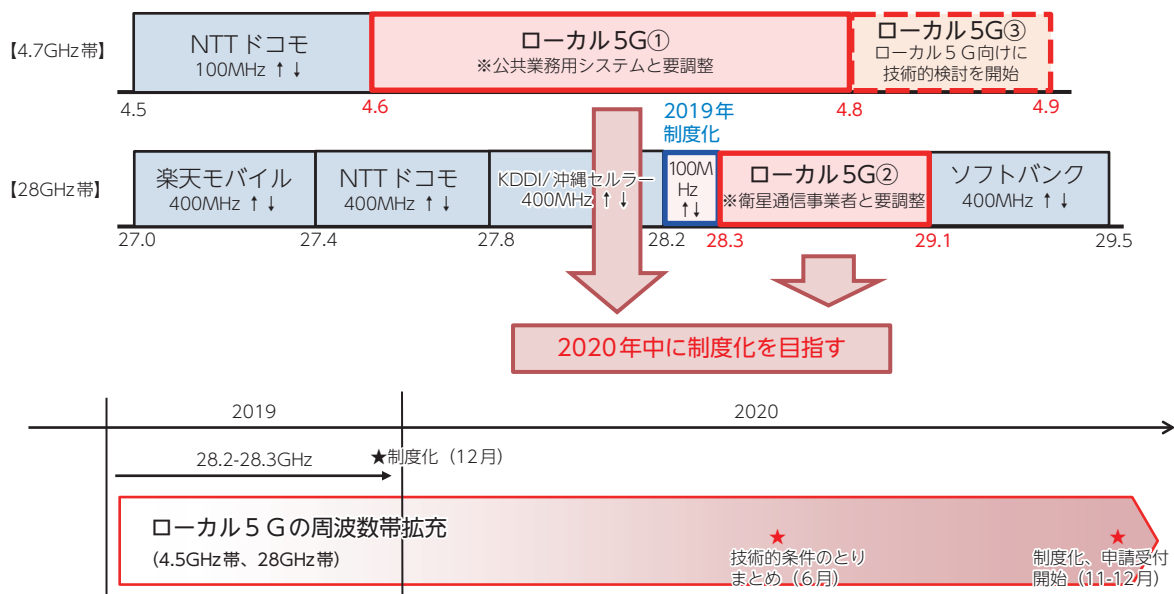 【4.7GHz帯】
NTTドコモ
100MHz ↑ ↓
ローカル5G①
※公共業務用システムと要調整
ローカル5G③
ローカル5G向けに
技術的検討を開始
4.5
4.6
4.8
4.9
2019年
制度化
【28GHz帯】
楽天モバイル
400MHz ↑ ↓
NTTドコモ
400MHz ↑ ↓
KDDI/沖縄セルラー
400MHz ↑ ↓
100M
Hz
↑↓
ローカル5G②
※衛星通信事業者と要調整
ソフトバンク
400MHz ↑ ↓
27.0
27.4
27.8
28.2
28.3
29.1
29.5
2020年中に制度化を目指す
2019
2020
28.2-28.3GHz
★制度化（12月）
ローカル5Gの周波数帯拡充
(4.5GHz帯、28GHz帯)
★
技術的条件のとり
まとめ（6月）
★
制度化、申請受付
開始（11-12月）